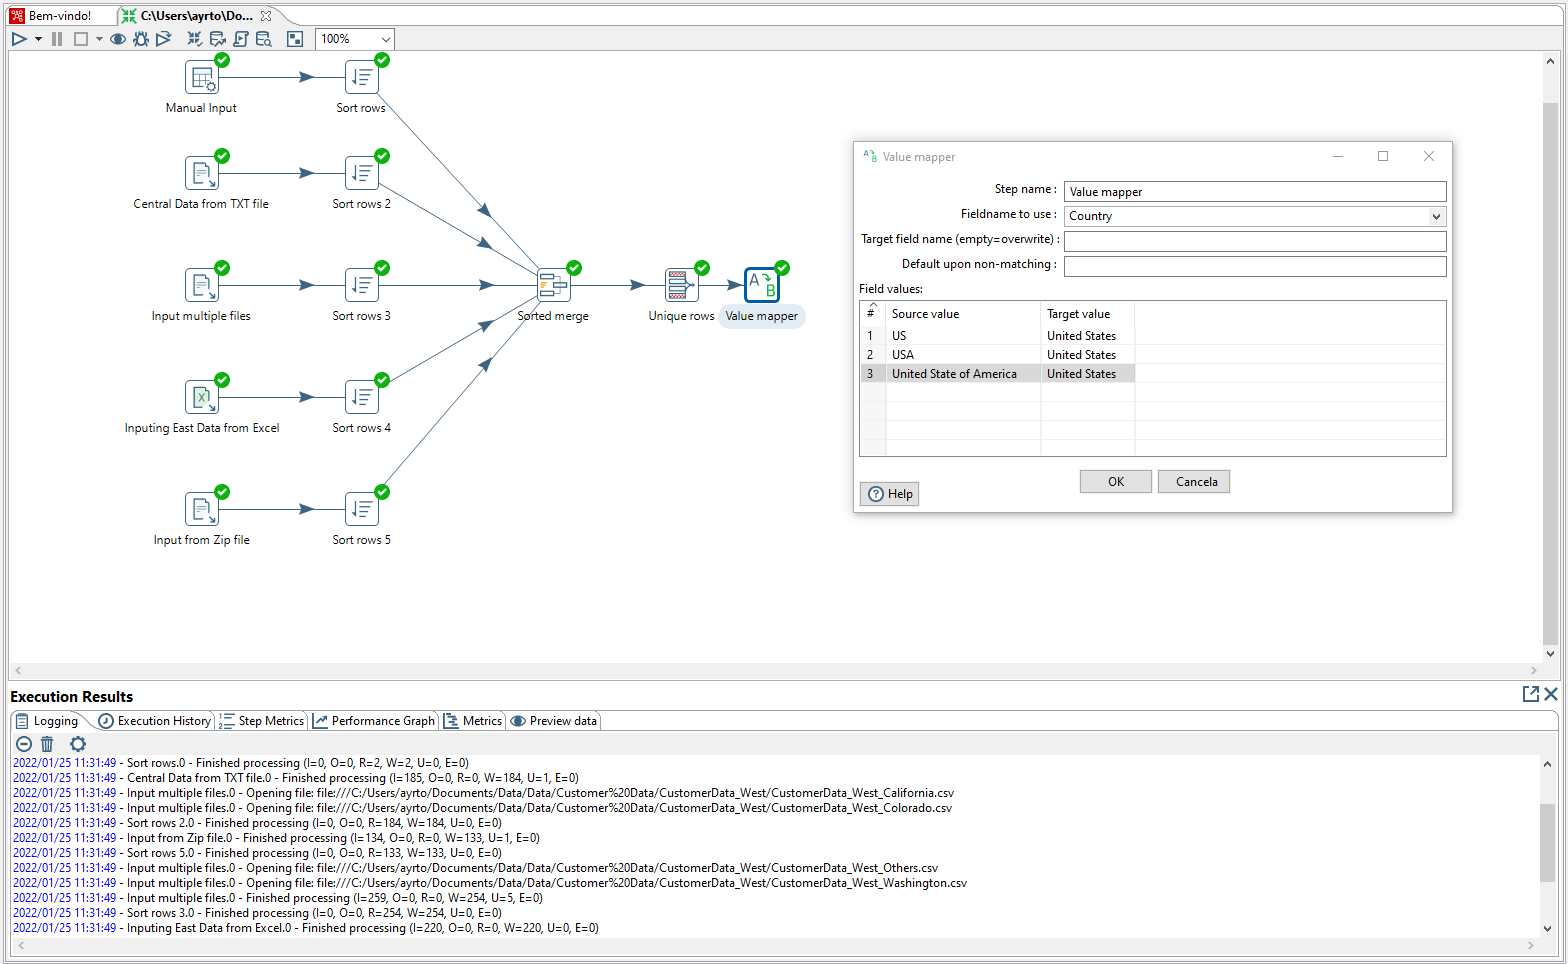 Bem-vindo!
C:\Users\ayrto\Do...
100%
Manual Input
Sort rows
Central Data from TXT file
Sort rows 2
Input multiple files
Sort rows 3
Sorted merge
Unique rows
Value mapper
Inputing East Data from Excel
Sort rows 4
Input from Zip file
Sort rows 5
Value mapper
Step name :
Value mapper
Fieldname to use :
Country
Target field name (empty=overwrite) :
Default upon non-matching :
Field values:
# Source value Target value
1 US United States
2 USA United States
3 United State of America United States
OK
Cancela
Help
Execution Results
Logging Execution History Step Metrics Performance Graph Metrics Preview data
2022/01/25 11:31:49 - Sort rows.0 - Finished processing (I=0, O=0, R=2, W=2, U=0, E=0)
2022/01/25 11:31:49 - Central Data from TXT file.0 - Finished processing (I=185, O=0, R=0, W=184, U=1, E=0)
2022/01/25 11:31:49 - Input multiple files.0 - Opening file: file:///C:/Users/ayrto/Documents/Data/Data/Customer%20Data/CustomerData_West/CustomerData_West_California.csv
2022/01/25 11:31:49 - Input multiple files.0 - Opening file: file:///C:/Users/ayrto/Documents/Data/Data/Customer%20Data/CustomerData_West/CustomerData_West_Colorado.csv
2022/01/25 11:31:49 - Sort rows 2.0 - Finished processing (I=0, O=0, R=184, W=184, U=0, E=0)
2022/01/25 11:31:49 - Input from Zip file.0 - Finished processing (I=134, O=0, R=0, W=133, U=1, E=0)
2022/01/25 11:31:49 - Sort rows 5.0 - Finished processing (I=0, O=0, R=133, W=133, U=0, E=0)
2022/01/25 11:31:49 - Input multiple files.0 - Opening file: file:///C:/Users/ayrto/Documents/Data/Data/Customer%20Data/CustomerData_West/CustomerData_West_Others.csv
2022/01/25 11:31:49 - Input multiple files.0 - Opening file: file:///C:/Users/ayrto/Documents/Data/Data/Customer%20Data/CustomerData_West/CustomerData_West_Washington.csv
2022/01/25 11:31:49 - Input multiple files.0 - Finished processing (I=259, O=0, R=0, W=254, U=5, E=0)
2022/01/25 11:31:49 - Sort rows 3.0 - Finished processing (I=0, O=0, R=254, W=254, U=0, E=0)
2022/01/25 11:31:49 - Inputing East Data from Excel.0 - Finished processing (I=220, O=0, R=0, W=220, U=0, E=0)